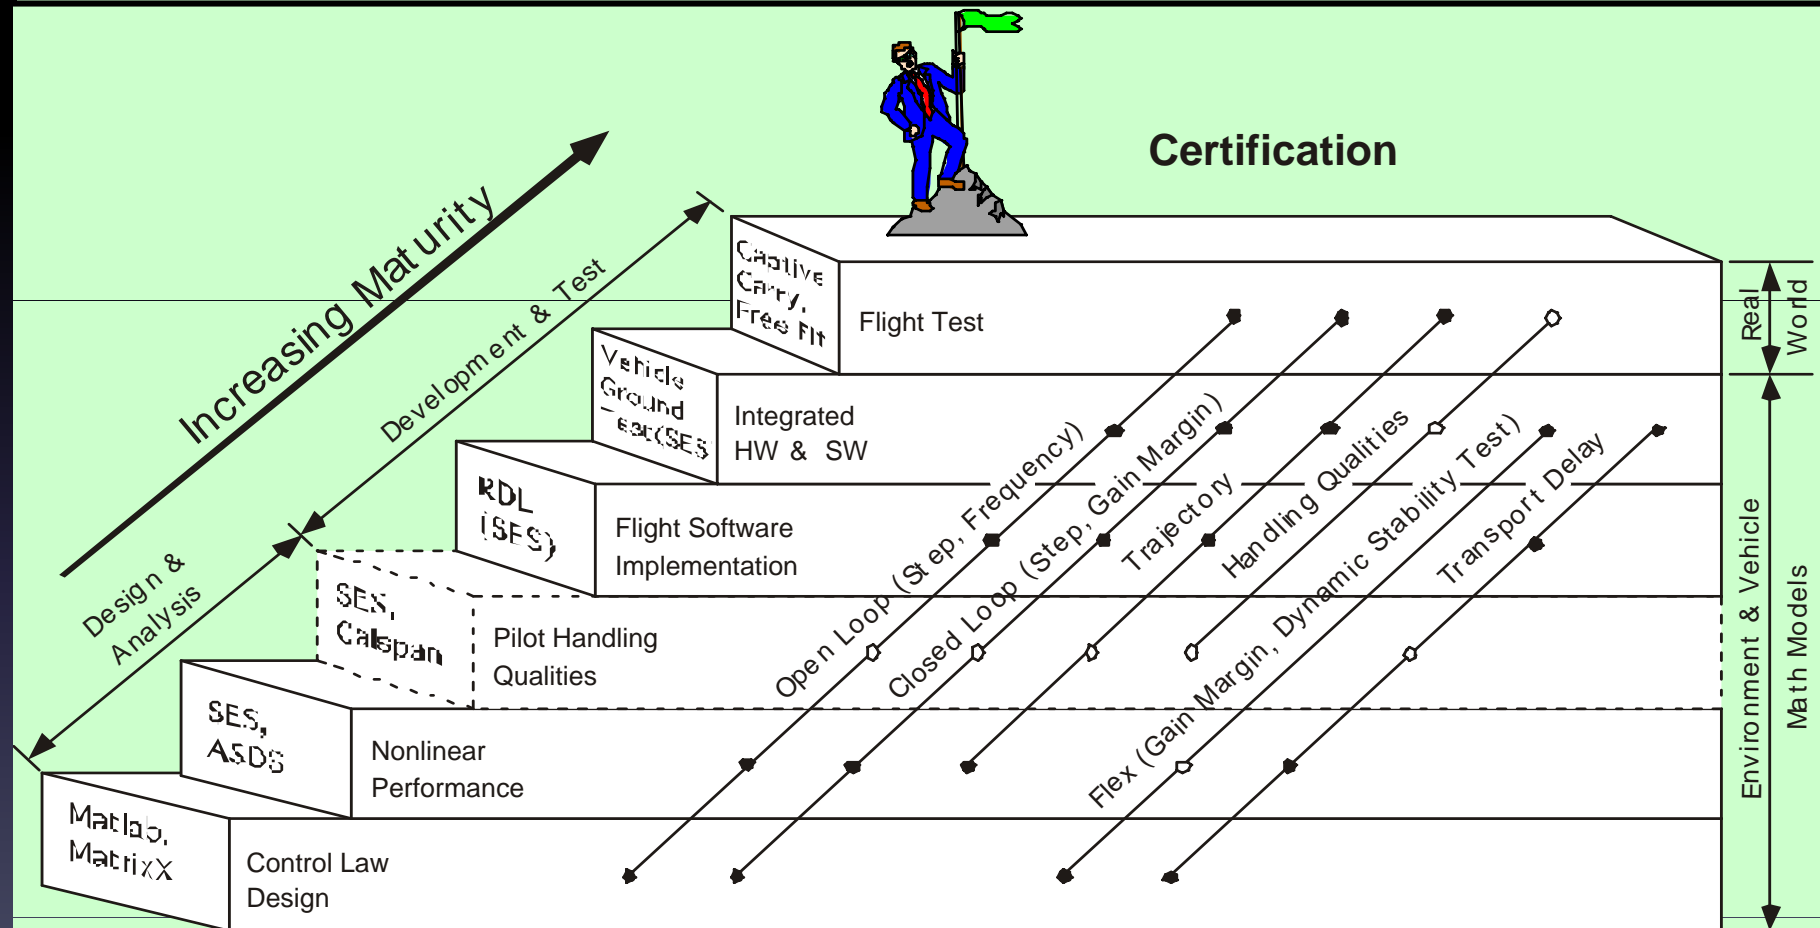 Certification
Increasing Maturity
Development & Test
Design &
Analysis
Captive
Carry,
Free Flt
Flight Test
Real
World
Vehicle
Ground
Test(SES
Integrated
HW & SW
RDL
(SES)
Flight Software
Implementation
SES,
Calspan
Pilot Handling
Qualities
SES,
ASDS
Nonlinear
Performance
Matlab,
MatrixX
Control Law
Design
Open Loop (Step, Frequency)
Closed Loop (Step, Gain Margin)
Trajectory
Handling Qualities
Flex (Gain Margin, Dynamic Stability Test)
Transport Delay
Environment & Vehicle
Math Models